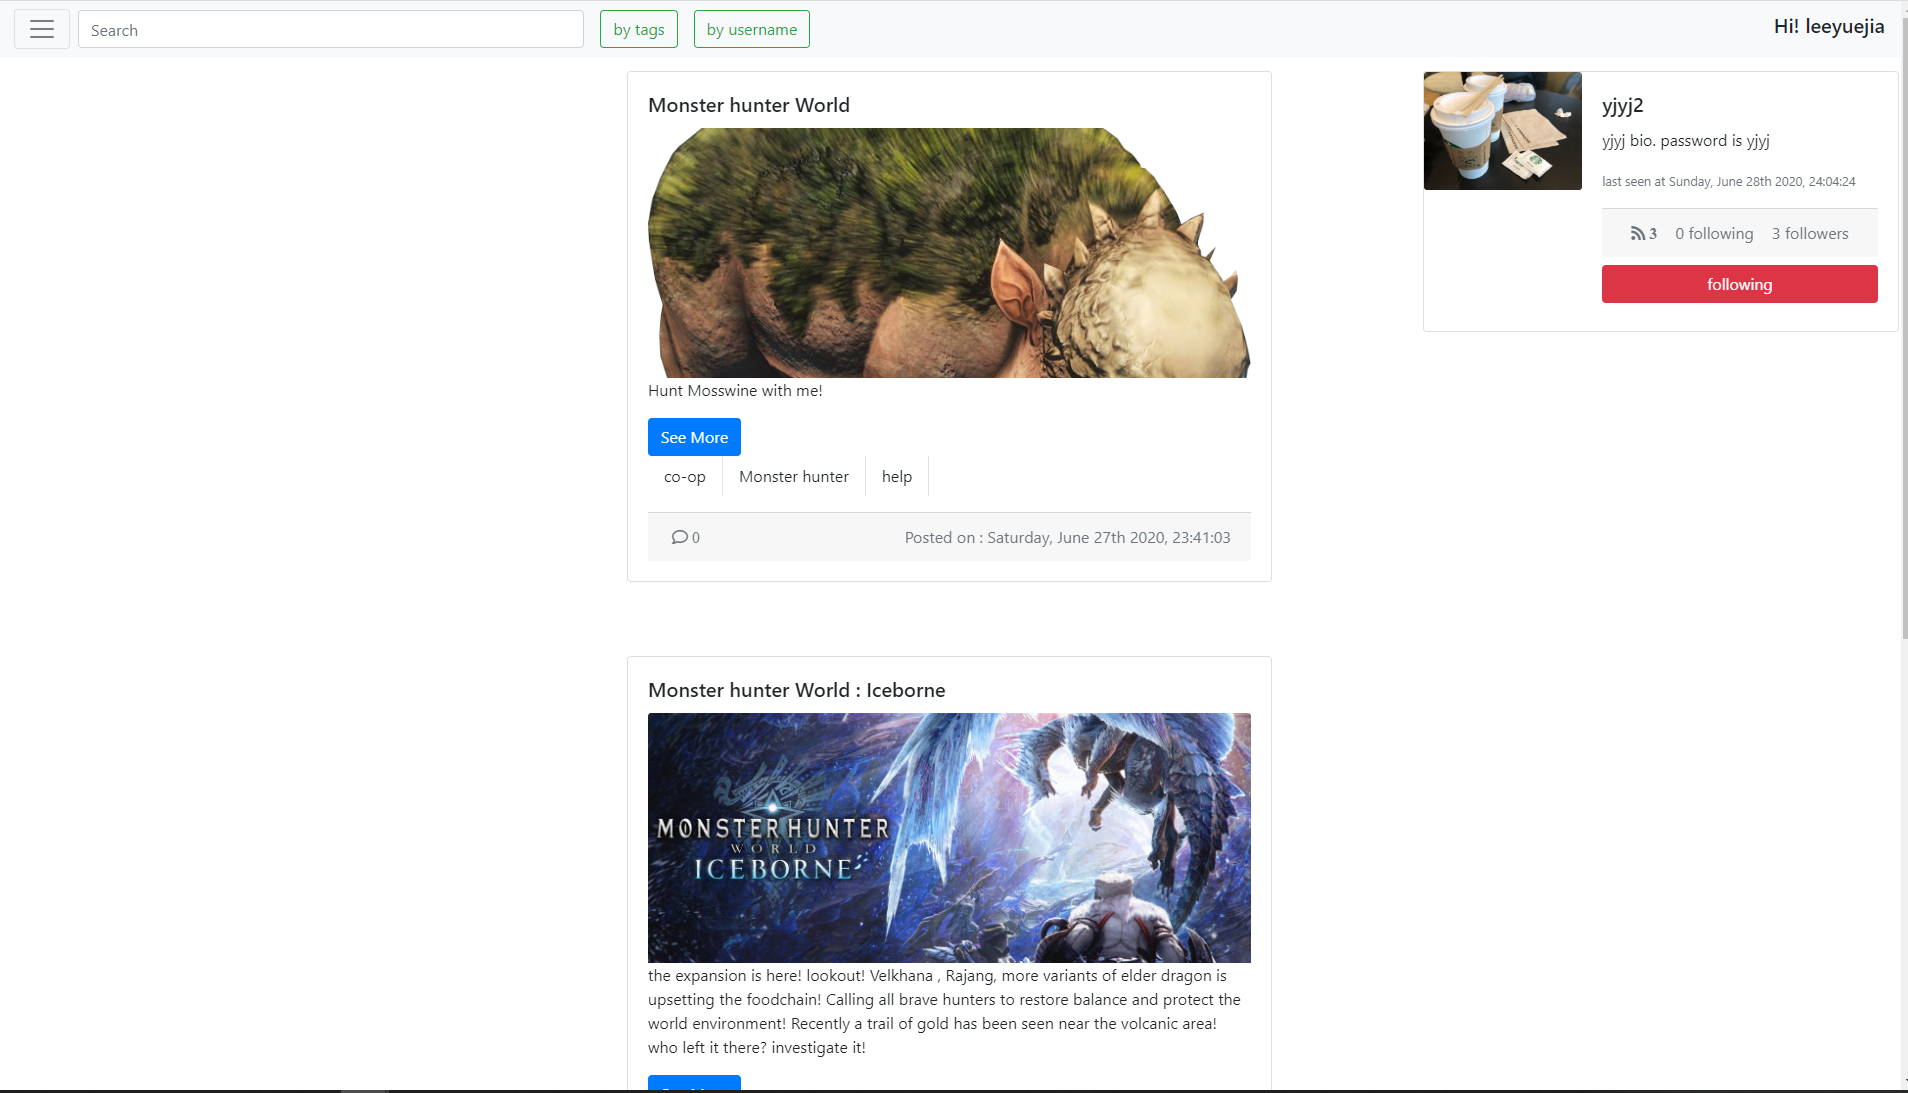 Search
by tags
by username
Hi! leeyuejia
Monster hunter World
Hunt Mosswine with me!
See More
co-op
Monster hunter
help
0
Posted on : Saturday, June 27th 2020, 23:41:03
Monster hunter World : Iceborne
MONSTER HUNTER
WORLD
ICEBORNE
the expansion is here! lookout! Velkhana , Rajang, more variants of elder dragon is
upsetting the foodchain! Calling all brave hunters to restore balance and protect the
world environment! Recently a trail of gold has been seen near the volcanic area!
who left it there? investigate it!
yjyj2
yjyj bio. password is yjyj
last seen at Sunday, June 28th 2020, 24:04:24
3
0 following
3 followers
following